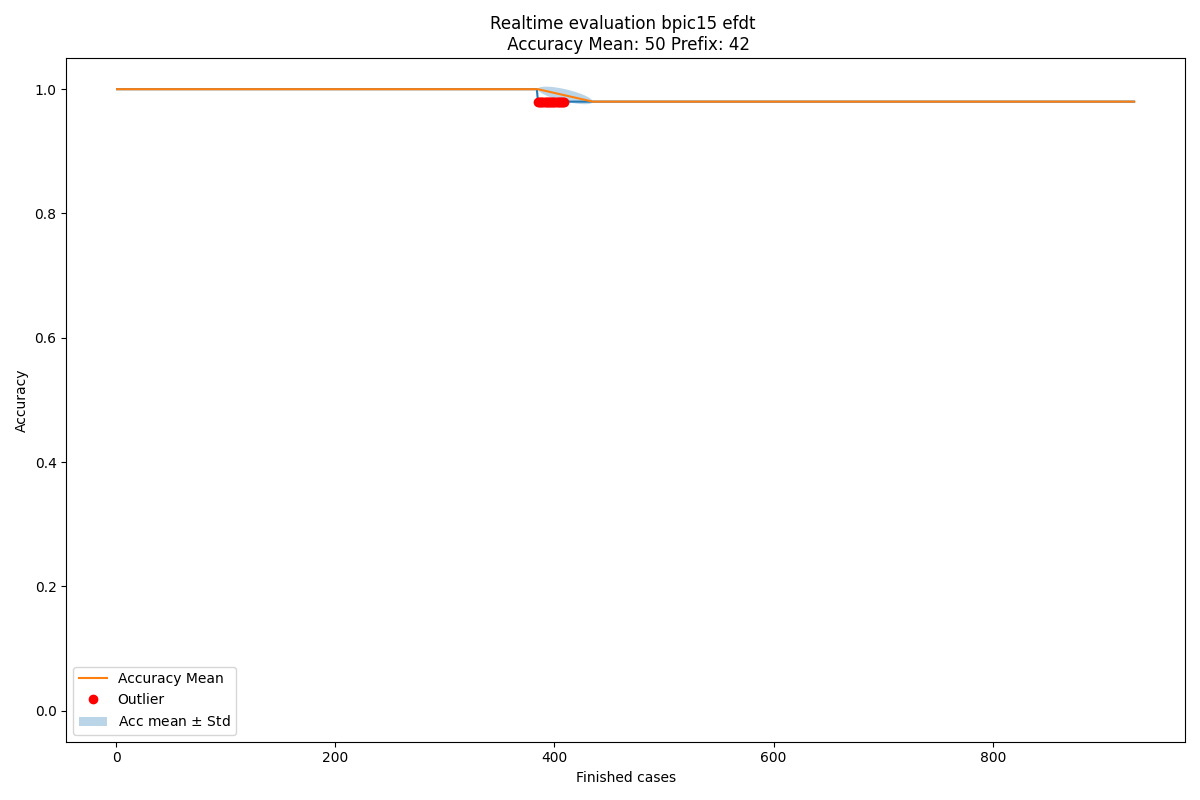 Realtime evaluation bpic15 efdt
Accuracy Mean: 50 Prefix: 42
1.0
0.8
0.6
0.4
0.2
0.0
Accuracy
Accuracy Mean
Outlier
Acc mean ± Std
0 200 400 600 800
Finished cases